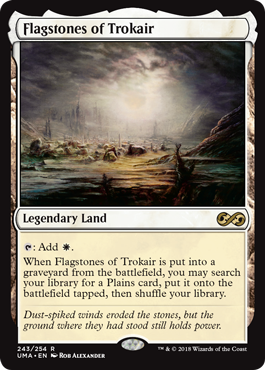 Flagstones of Trokair
Legendary Land
: Add .
When Flagstones of Trokair is put into a
graveyard from the battlefield, you may search
your library for a Plains card, put it onto the
battlefield tapped, then shuffle your library.
Dust-spiked winds eroded the stones, but the
ground where they had stood still holds power.
243/254 R
UMA • EN Rob Alexander
™ & © 2018 Wizards of the Coast